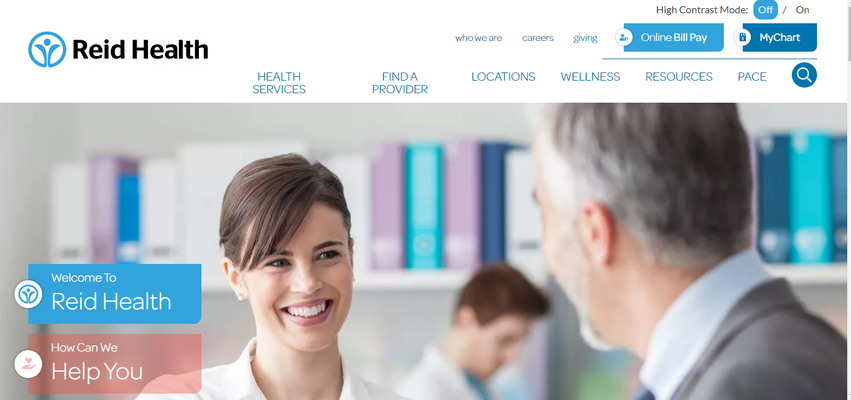 High Contrast Mode: Off / On
Reid Health
who we are careers giving Online Bill Pay MyChart
HEALTH SERVICES
FIND A PROVIDER
LOCATIONS
WELLNESS
RESOURCES
PACE
Welcome To
Reid Health
How Can We
Help You